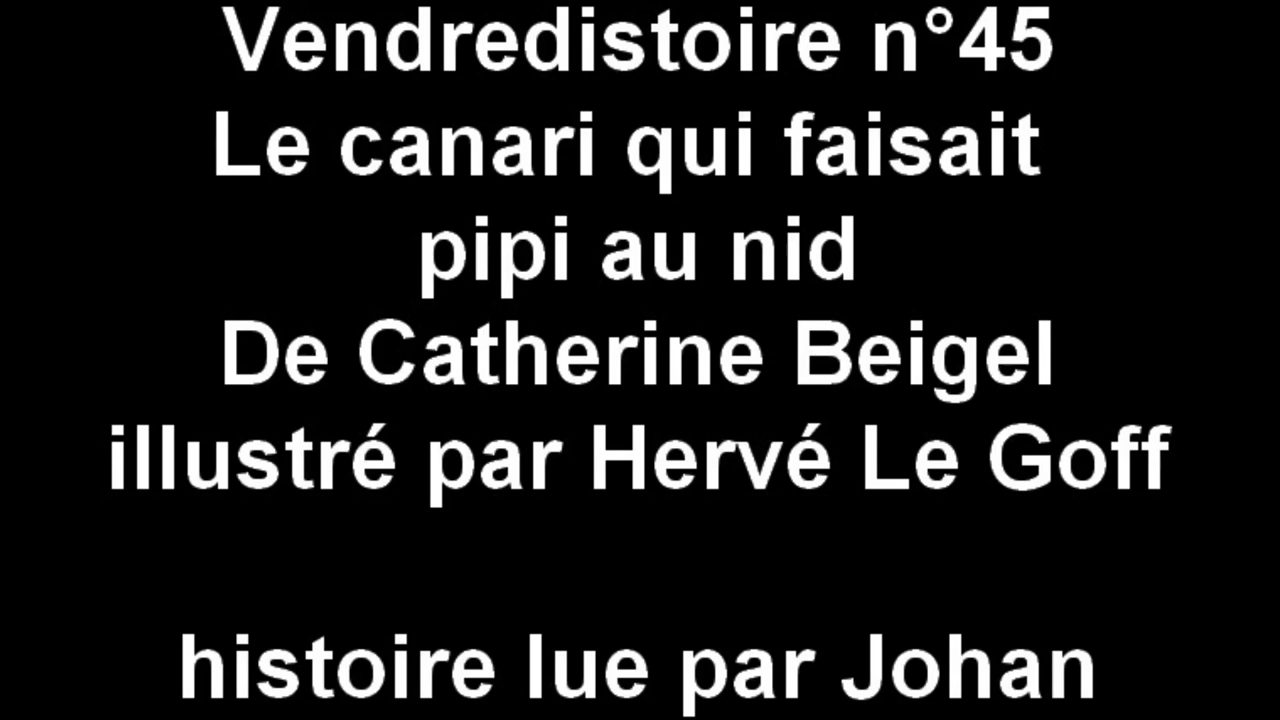 Vendredistoire n°45
Le canari qui faisait
pipi au nid
De Catherine Beigel
illustré par Hervé Le Goff
histoire lue par Johan